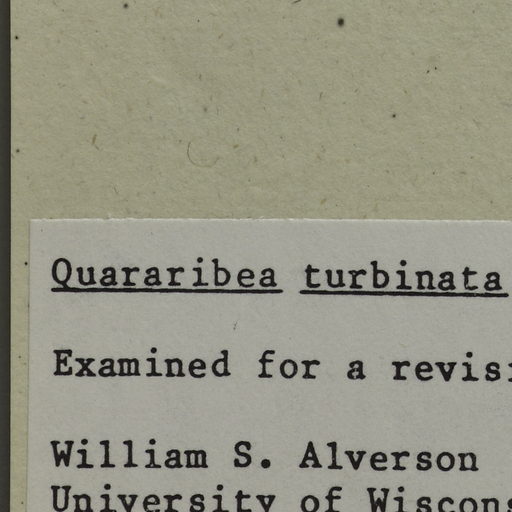 Quararibea turbinata
Examined for a revis
William S. Alverson
University of Wiscons